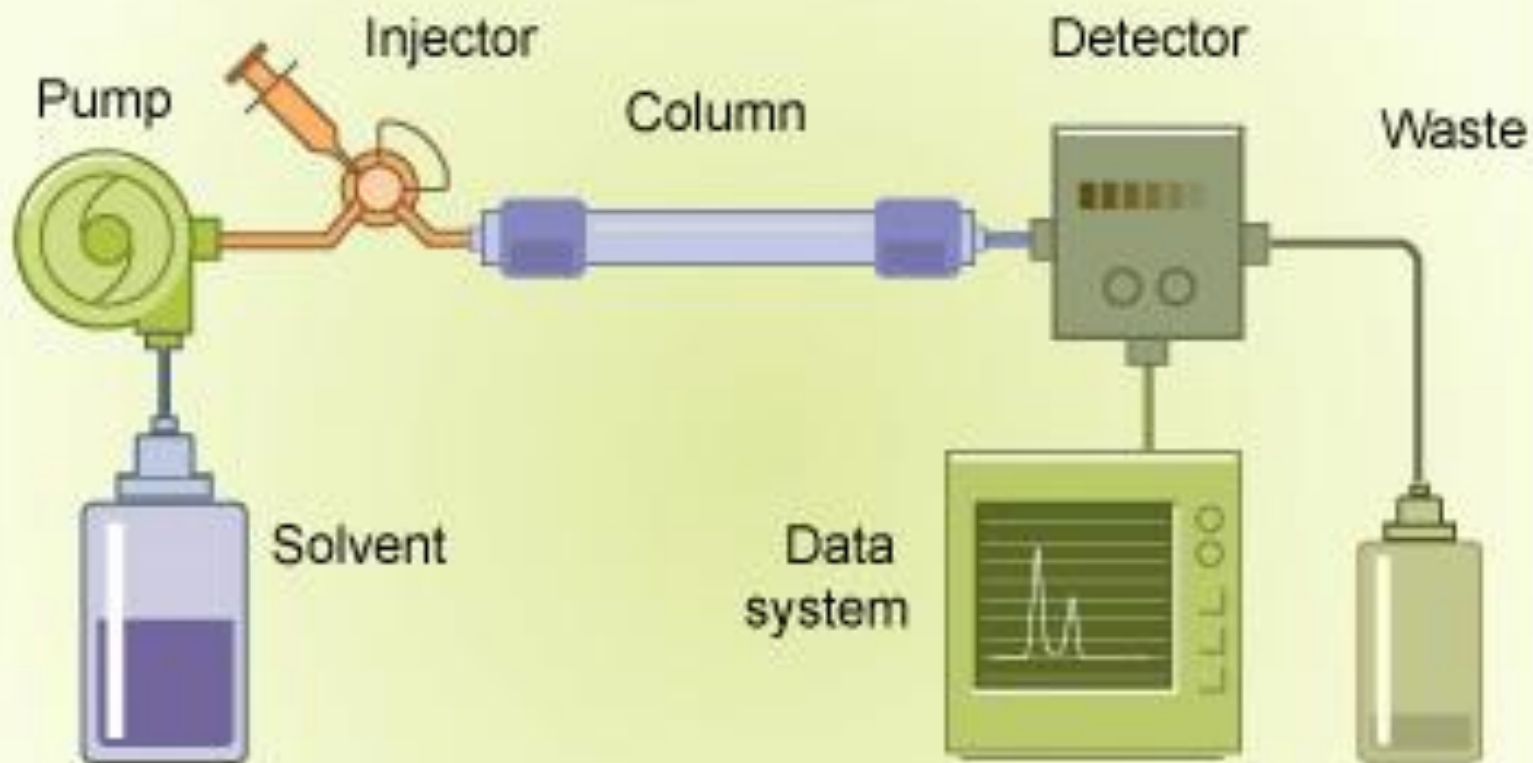 Injector
Detector
Pump
Column
Waste
Solvent
Data
system